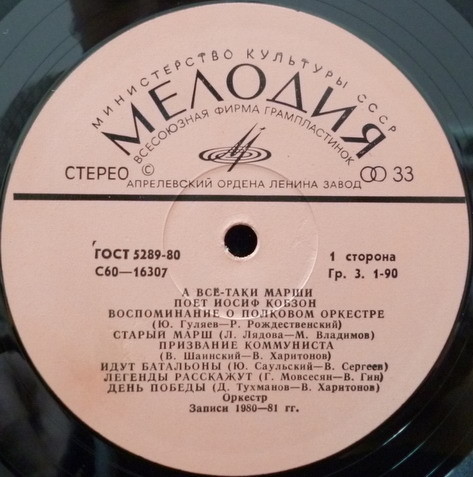 МИНИСТЕРСТВО КУЛЬТУРЫ СССР
МЕЛОДИЯ
ВСЕСОЮЗНАЯ ФИРМА ГРАМПЛАСТИНОК
СТЕРЕО ©
33
АПРЕЛЕВСКИЙ ОРДЕНА ЛЕНИНА ЗАВОД
ГОСТ 5289-80
1 сторона
С60—16307
Гр. 3. 1-90
А ВСЁ-ТАКИ МАРШИ
ПОЕТ ИОСИФ КОБЗОН
ВОСПОМИНАНИЕ О ПОЛКОВОМ ОРКЕСТРЕ
(Ю. Гуляев—Р. Рождественский)
СТАРЫЙ МАРШ (Л. Лядова—М. Владимов)
ПРИЗВАНИЕ КОММУНИСТА
(В. Шаинский—В. Харитонов)
ИДУТ БАТАЛЬОНЫ (Ю. Саульский—В. Сергеев)
ЛЕГЕНДЫ РАССКАЖУТ (Г. Мовсесян—В. Гин)
ДЕНЬ ПОБЕДЫ (Д. Тухманов—В. Харитонов)
Оркестр
Записи 1980—81 гг.